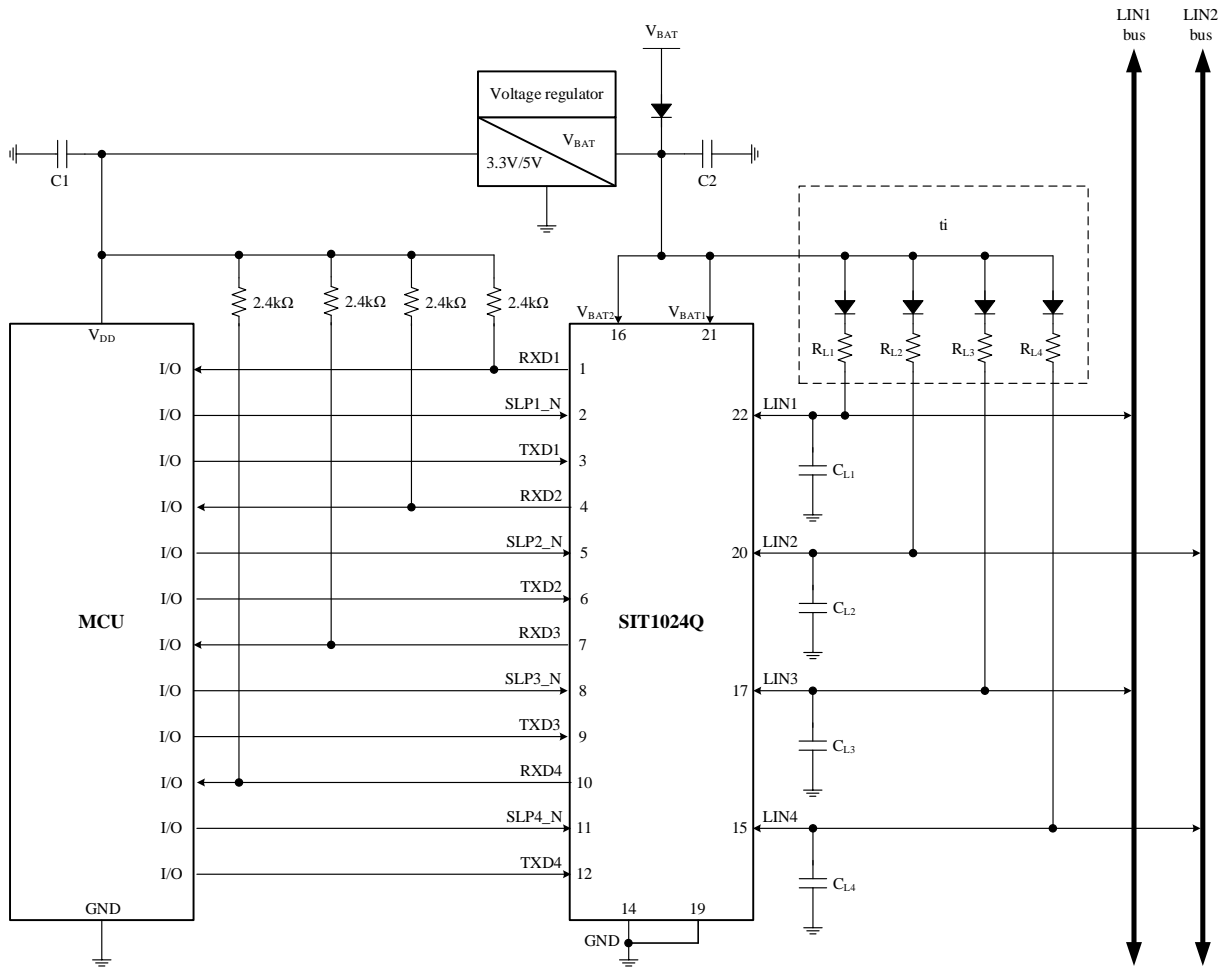 LIN1 bus
LIN2 bus
VBAT
Voltage regulator
VBAT
3.3V/5V
C1
C2
ti
2.4kΩ
2.4kΩ
2.4kΩ
2.4kΩ
VDD
VBAT2
VBAT1
16
21
RL1
RL2
RL3
RL4
I/O
RXD1
1
I/O
SLP1_N
2
22
LIN1
I/O
TXD1
3
CL1
I/O
RXD2
4
I/O
SLP2_N
5
20
LIN2
I/O
TXD2
6
CL2
MCU
SIT1024Q
I/O
RXD3
7
I/O
SLP3_N
8
17
LIN3
I/O
TXD3
9
CL3
I/O
RXD4
10
I/O
SLP4_N
11
15
LIN4
I/O
TXD4
12
CL4
GND
14
19
GND